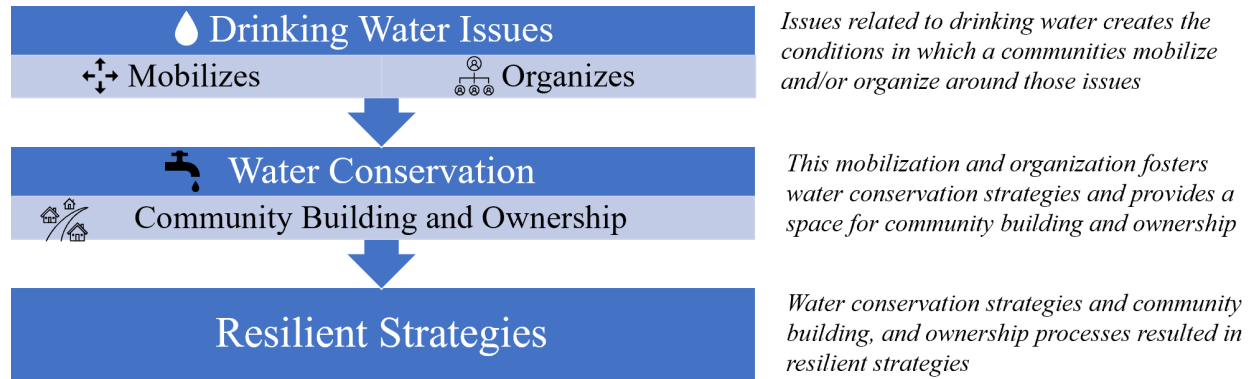 Drinking Water Issues
Mobilizes
Organizes
Issues related to drinking water creates the
conditions in which a communities mobilize
and/or organize around those issues
Water Conservation
Community Building and Ownership
This mobilization and organization fosters
water conservation strategies and provides a
space for community building and ownership
Resilient Strategies
Water conservation strategies and community
building, and ownership processes resulted in
resilient strategies